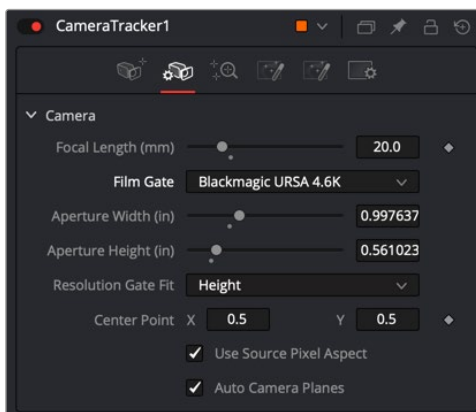 CameraTracker1
Camera
Focal Length (mm) 20.0
Film Gate Blackmagic URSA 4.6K
Aperture Width (in) 0.997637
Aperture Height (in) 0.561023
Resolution Gate Fit Height
Center Point X 0.5 Y 0.5
Use Source Pixel Aspect
Auto Camera Planes